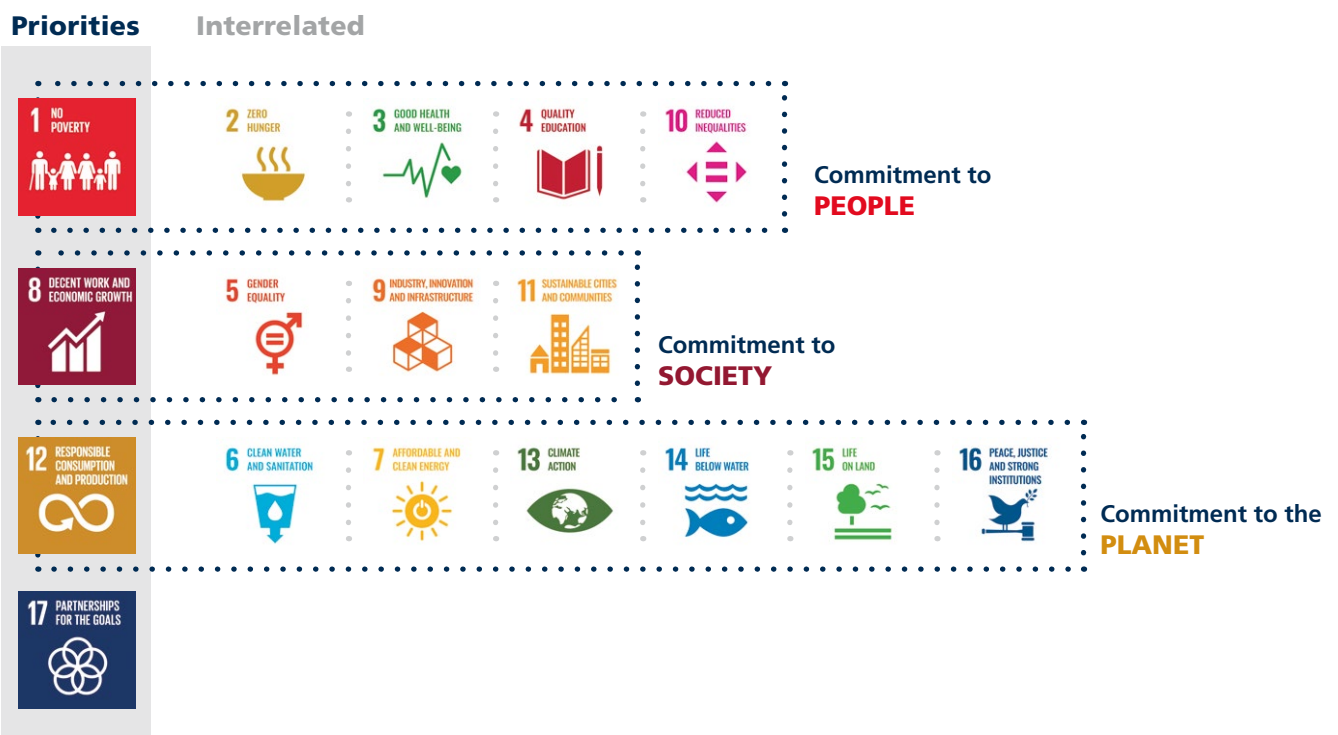 Priorities
Interrelated
1 NO
POVERTY
2 ZERO
HUNGER
3 GOOD HEALTH
AND WELL-BEING
4 QUALITY
EDUCATION
10 REDUCED
INEQUALITIES
Commitment to
PEOPLE
8 DECENT WORK AND
ECONOMIC GROWTH
5 GENDER
EQUALITY
9 INDUSTRY, INNOVATION
AND INFRASTRUCTURE
11 SUSTAINABLE CITIES
AND COMMUNITIES
Commitment to
SOCIETY
12 RESPONSIBLE
CONSUMPTION
AND PRODUCTION
6 CLEAN WATER
AND SANITATION
7 AFFORDABLE AND
CLEAN ENERGY
13 CLIMATE
ACTION
14 LIFE
BELOW WATER
15 LIFE
ON LAND
16 PEACE, JUSTICE
AND STRONG
INSTITUTIONS
Commitment to the
PLANET
17 PARTNERSHIPS
FOR THE GOALS